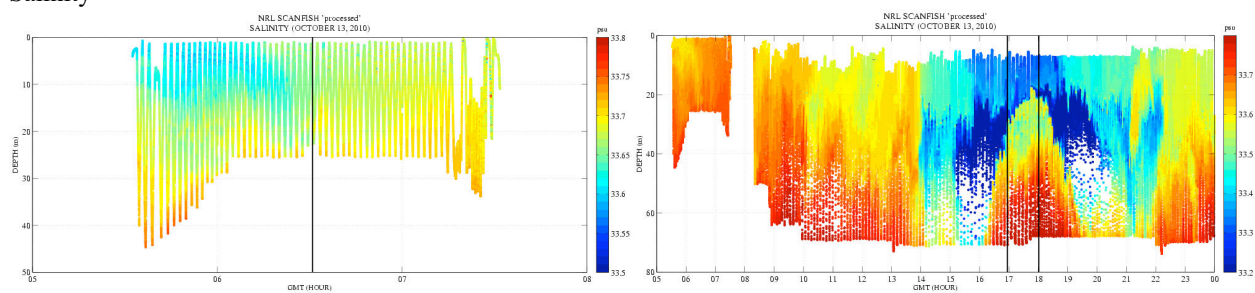 Salinity
NRL SCANFISH 'processed'
SALINITY (OCTOBER 13, 2010)
psu
0
10
20
30
40
50
DEPTH (m)
05 06 07 08
GMT (HOUR)
33.8
33.75
33.7
33.65
33.6
33.55
33.5
NRL SCANFISH 'processed'
SALINITY (OCTOBER 13, 2010)
psu
0
20
40
60
80
DEPTH (m)
05 06 07 08 09 10 11 12 13 14 15 16 17 18 19 20 21 22 23 00
GMT (HOUR)
33.7
33.6
33.5
33.4
33.3
33.2